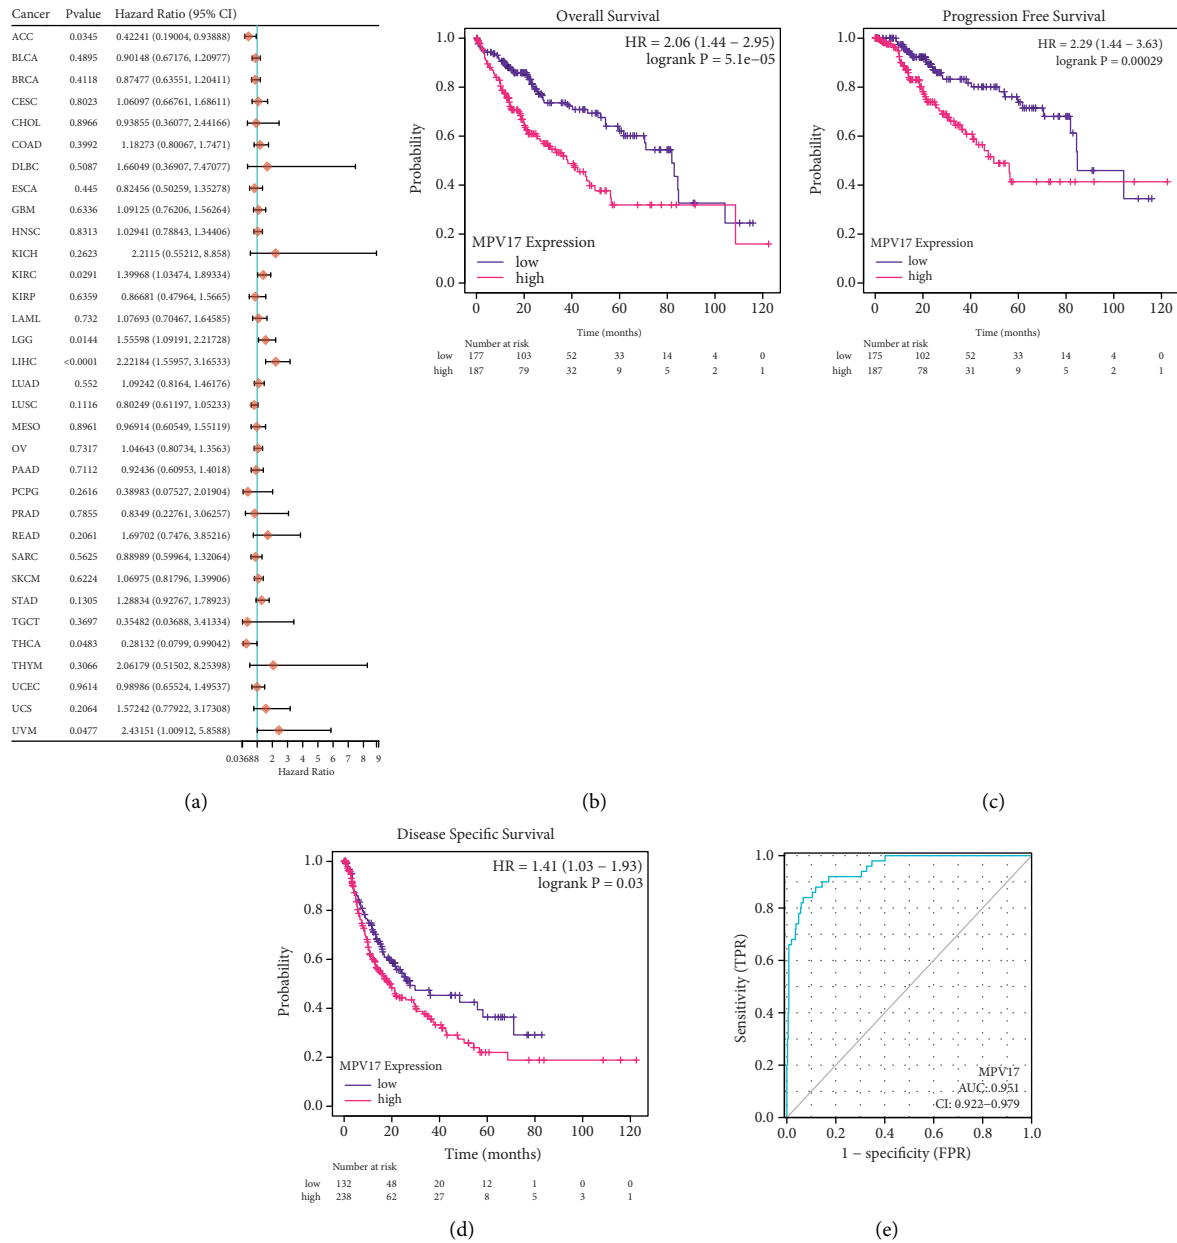 Cancer Pvalue Hazard Ratio (95% CI)
ACC 0.0345 0.42241 (0.19004, 0.93888)
BLCA 0.4895 0.90148 (0.67176, 1.20977)
BRCA 0.4118 0.87477 (0.63551, 1.20411)
CESC 0.8023 1.06097 (0.66761, 1.68611)
CHOL 0.8966 0.93855 (0.36077, 2.44166)
COAD 0.3992 1.18273 (0.80067, 1.7471)
DLBC 0.5087 1.66049 (0.36907, 7.47077)
ESCA 0.445 0.82456 (0.50259, 1.35278)
GBM 0.6336 1.09125 (0.76206, 1.56264)
HNSC 0.8313 1.02941 (0.78843, 1.34406)
KICH 0.2623 2.2115 (0.55212, 8.858)
KIRC 0.0291 1.39968 (1.03474, 1.89334)
KIRP 0.6359 0.86681 (0.47964, 1.5665)
LAML 0.732 1.07693 (0.70467, 1.64585)
LGG 0.0144 1.55598 (1.09191, 2.21728)
LIHC <0.0001 2.22184 (1.55957, 3.16533)
LUAD 0.552 1.09242 (0.8164, 1.46176)
LUSC 0.1116 0.80249 (0.61197, 1.05233)
MESO 0.8961 0.96914 (0.60549, 1.55119)
OV 0.7317 1.04643 (0.80734, 1.3563)
PAAD 0.7112 0.92436 (0.60953, 1.4018)
PCPG 0.2616 0.38983 (0.07527, 2.01904)
PRAD 0.7855 0.8349 (0.22761, 3.06257)
READ 0.2061 1.69702 (0.7476, 3.85216)
SARC 0.5625 0.88989 (0.59964, 1.32064)
SKCM 0.6224 1.06975 (0.81796, 1.39906)
STAD 0.1305 1.28834 (0.92767, 1.78923)
TGCT 0.3697 0.35482 (0.03688, 3.41334)
THCA 0.0483 0.28132 (0.0799, 0.99042)
THYM 0.3066 2.06179 (0.51502, 8.25398)
UCEC 0.9614 0.98986 (0.65524, 1.49537)
UCS 0.2064 1.57242 (0.77922, 3.17308)
UVM 0.0477 2.43151 (1.00912, 5.8588)
0.03688 1 2 3 4 5 6 7 8 9
Hazard Ratio
(a)
Overall Survival
HR = 2.06 (1.44 − 2.95)
logrank P = 5.1e−05
Probability
1.0
0.8
0.6
0.4
0.2
0.0
MPV17 Expression
low
high
0 20 40 60 80 100 120
Time (months)
Number at risk
low 177 103 52 33 14 4 0
high 187 79 32 9 5 2 1
(b)
Progression Free Survival
HR = 2.29 (1.44 − 3.63)
logrank P = 0.00029
Probability
1.0
0.8
0.6
0.4
0.2
0.0
MPV17 Expression
low
high
0 20 40 60 80 100 120
Time (months)
Number at risk
low 175 102 52 33 14 4 0
high 187 78 31 9 5 2 1
(c)
Disease Specific Survival
HR = 1.41 (1.03 − 1.93)
logrank P = 0.03
Probability
1.0
0.8
0.6
0.4
0.2
0.0
MPV17 Expression
low
high
0 20 40 60 80 100 120
Time (months)
Number at risk
low 132 48 20 12 1 0 0
high 238 62 27 8 5 3 1
(d)
Sensitivity (TPR)
1.0
0.8
0.6
0.4
0.2
0.0
MPV17
AUC: 0.951
CI: 0.922−0.979
0.0 0.2 0.4 0.6 0.8 1.0
1 − specificity (FPR)
(e)